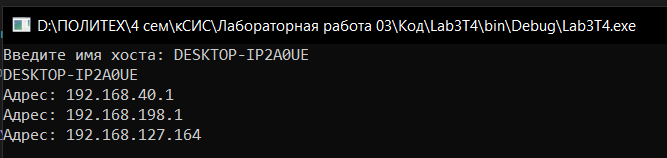 D:\ПОЛИТЕХ\4 сем\кСИС\Лабораторная работа 03\Код\Lab3T4\bin\Debug\Lab3T4.exe
Введите имя хоста: DESKTOP-IP2A0UE
DESKTOP-IP2A0UE
Адрес: 192.168.40.1
Адрес: 192.168.198.1
Адрес: 192.168.127.164